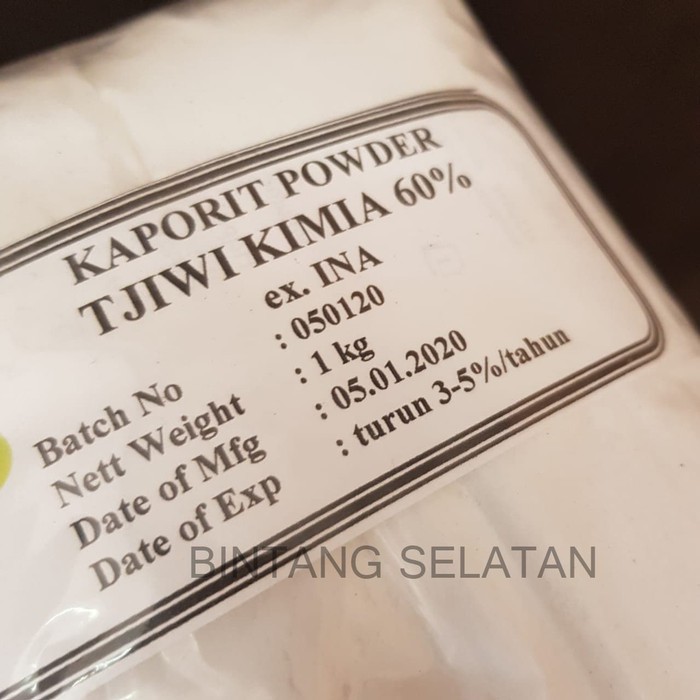 KAPORIT POWDER
TJIWI KIMIA 60%
ex. INA
Batch No : 050120
Nett Weight : 1 kg
Date of Mfg : 05.01.2020
Date of Exp : turun 3-5%/tahun
BINTANG SELATAN